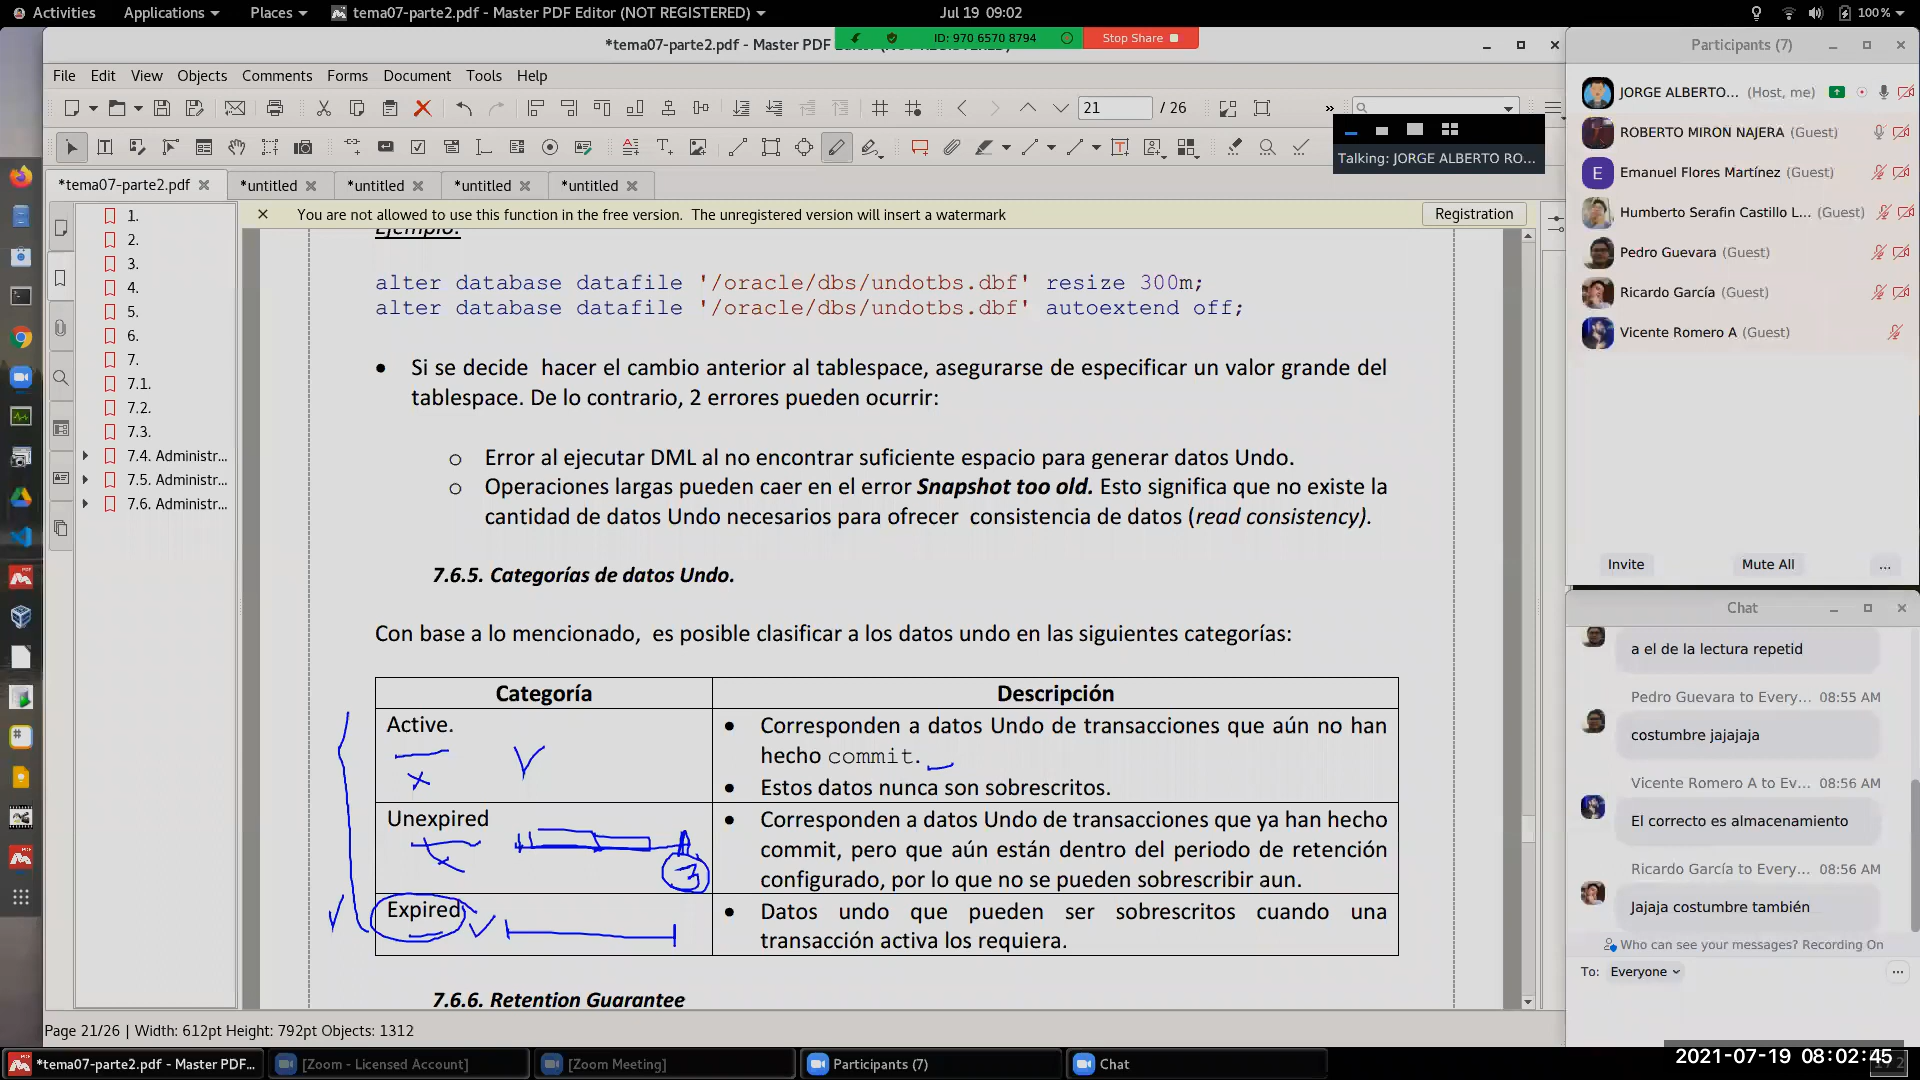 Activities
Applications
Places
tema07-parte2.pdf - Master PDF Editor (NOT REGISTERED)
Jul 19 09:02
100%
*tema07-parte2.pdf - Master PDF
ID: 970 6570 8794
Stop Share
File Edit View Objects Comments Forms Document Tools Help
21 / 26
Talking: JORGE ALBERTO RO...
*tema07-parte2.pdf
*untitled
*untitled
*untitled
*untitled
You are not allowed to use this function in the free version. The unregistered version will insert a watermark
Registration
1.
2.
3.
4.
5.
6.
7.
7.1.
7.2.
7.3.
7.4. Administr...
7.5. Administr...
7.6. Administr...
Ejemplo:
alter database datafile '/oracle/dbs/undotbs.dbf' resize 300m;
alter database datafile '/oracle/dbs/undotbs.dbf' autoextend off;
• Si se decide hacer el cambio anterior al tablespace, asegurarse de especificar un valor grande del
tablespace. De lo contrario, 2 errores pueden ocurrir:
o Error al ejecutar DML al no encontrar suficiente espacio para generar datos Undo.
o Operaciones largas pueden caer en el error Snapshot too old. Esto significa que no existe la
cantidad de datos Undo necesarios para ofrecer consistencia de datos (read consistency).
7.6.5. Categorías de datos Undo.
Con base a lo mencionado, es posible clasificar a los datos undo en las siguientes categorías:
Categoría
Descripción
Active.
• Corresponden a datos Undo de transacciones que aún no han
hecho commit.
• Estos datos nunca son sobrescritos.
Unexpired
3
• Corresponden a datos Undo de transacciones que ya han hecho
commit, pero que aún están dentro del periodo de retención
configurado, por lo que no se pueden sobrescribir aun.
Expired
• Datos undo que pueden ser sobrescritos cuando una
transacción activa los requiera.
7.6.6. Retention Guarantee
Page 21/26 | Width: 612pt Height: 792pt Objects: 1312
Participants (7)
JORGE ALBERTO... (Host, me)
ROBERTO MIRON NAJERA (Guest)
E
Emanuel Flores Martínez (Guest)
Humberto Serafin Castillo L... (Guest)
Pedro Guevara (Guest)
Ricardo García (Guest)
Vicente Romero A (Guest)
Invite
Mute All
...
Chat
a el de la lectura repetid
Pedro Guevara to Every... 08:55 AM
costumbre jajajaja
Vicente Romero A to Ev... 08:56 AM
El correcto es almacenamiento
Ricardo García to Every... 08:56 AM
Jajaja costumbre también
Who can see your messages? Recording On
To: Everyone
...
*tema07-parte2.pdf - Master PDF...
[Zoom - Licensed Account]
[Zoom Meeting]
Participants (7)
Chat
2021-07-19 08:02:45